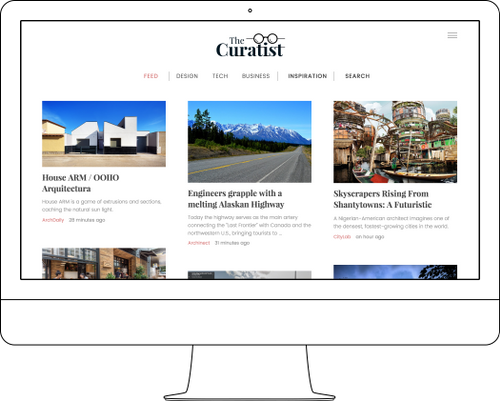 The
Curatist
FEED DESIGN TECH BUSINESS INSPIRATION SEARCH
House ARM / OOIIO
Arquitectura
House ARM is a game of extrusions and sections,
catching the natural sun light.
ArchDaily 28 minutes ago
Engineers grapple with a
melting Alaskan Highway
Today the highway serves as the main artery
connecting the "Last Frontier" with Canada and the
northwestern U.S., bringing tourists to ...
Architect 31 minutes ago
Skyscrapers Rising From
Shantytowns: A Futuristic
A Nigerian-American architect imagines one of
the densest, fastest-growing cities in the world.
Citylab an hour ago